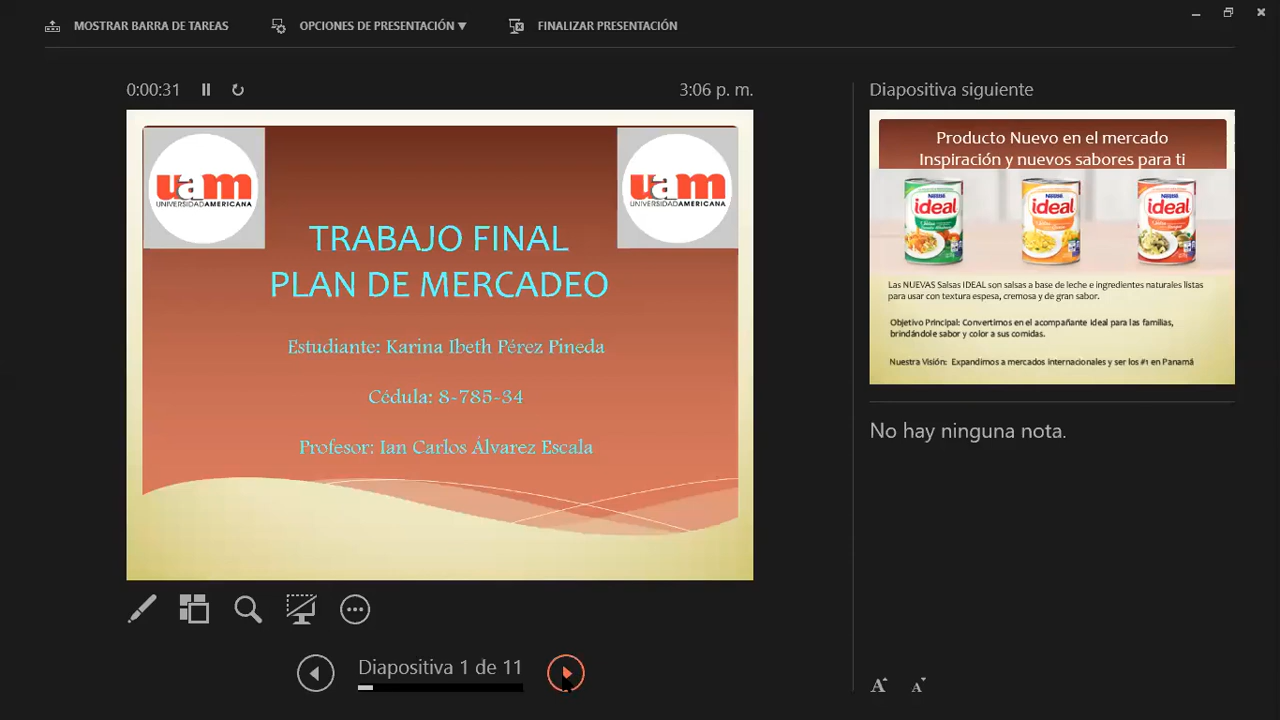 MOSTRAR BARRA DE TAREAS
OPCIONES DE PRESENTACIÓN ▼
FINALIZAR PRESENTACIÓN
0:00:31
3:06 p. m.
uam
UNIVERSIDADAMERICANA
uam
UNIVERSIDADAMERICANA
TRABAJO FINAL
PLAN DE MERCADEO
Estudiante: Karina Ibeth Pérez Pineda
Cédula: 8-785-34
Profesor: Ian Carlos Álvarez Escala
Diapositiva 1 de 11
Diapositiva siguiente
Producto Nuevo en el mercado
Inspiración y nuevos sabores para ti
Nestlé
ideal
Nestlé
ideal
Nestlé
ideal
Las NUEVAS Salsas IDEAL son salsas a base de leche e ingredientes naturales listas
para usar con textura espesa, cremosa y de gran sabor.
Objetivo Principal: Convertirnos en el acompañante ideal para las familias,
brindándole sabor y color a sus comidas.
Nuestra Visión: Expandirnos a mercados internacionales y ser los #1 en Panamá
No hay ninguna nota.
A A